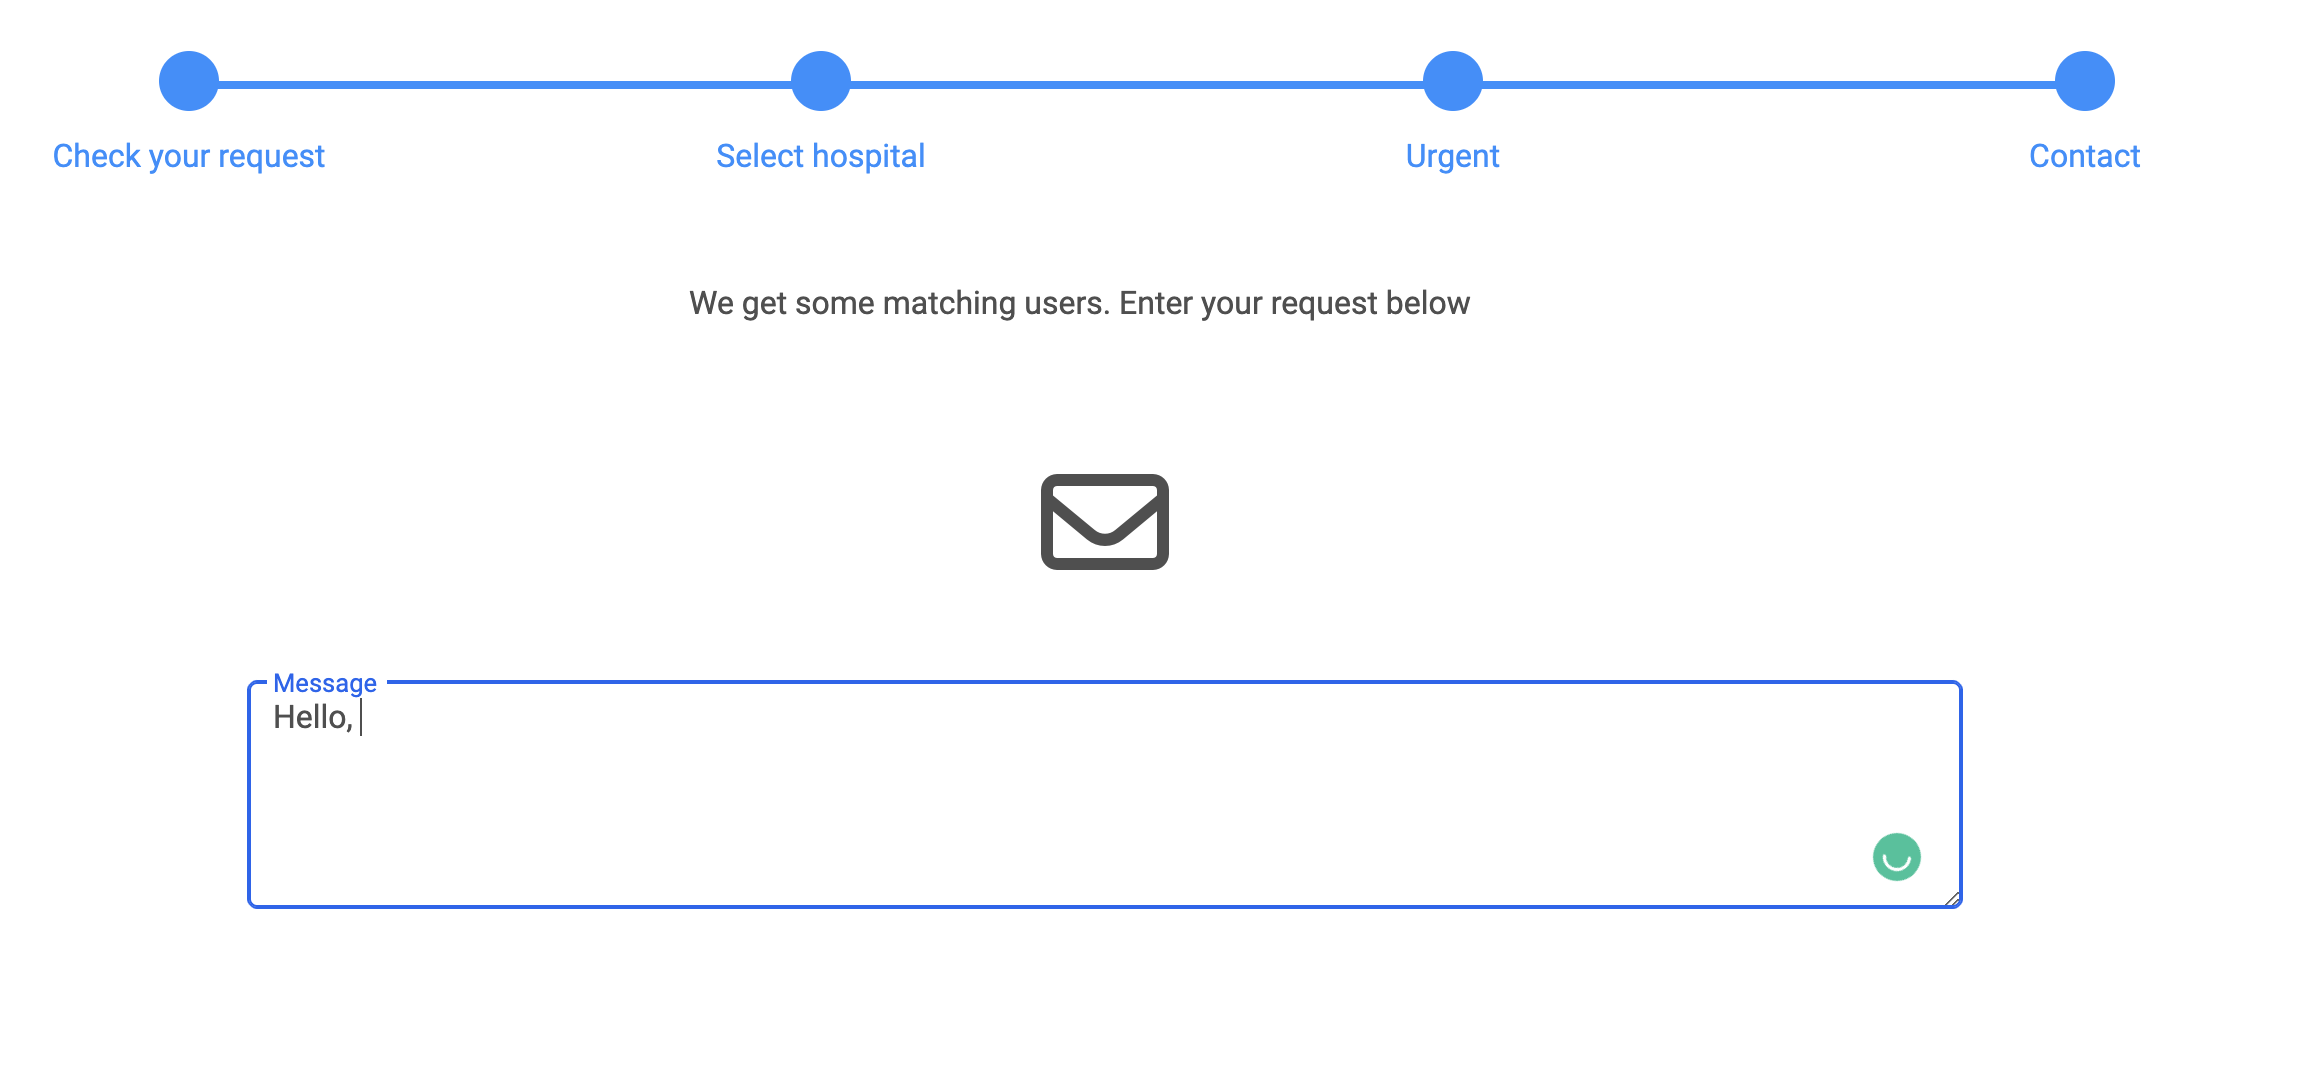 Check your request
Select hospital
Urgent
Contact
We get some matching users. Enter your request below
Message
Hello,